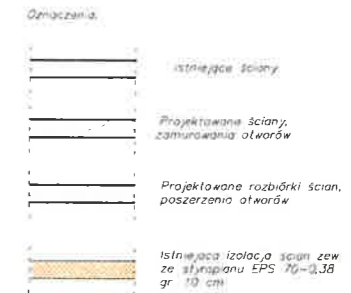 Oznaczenia.
istniejące ściany
Projektowane ściany,
zamurowania otworów
Projektowane rozbiórki ścian,
poszerzenia otworów
Istniejąca izolacja ścian zew
ze styropianu EPS 70-0,38
gr 10 cm